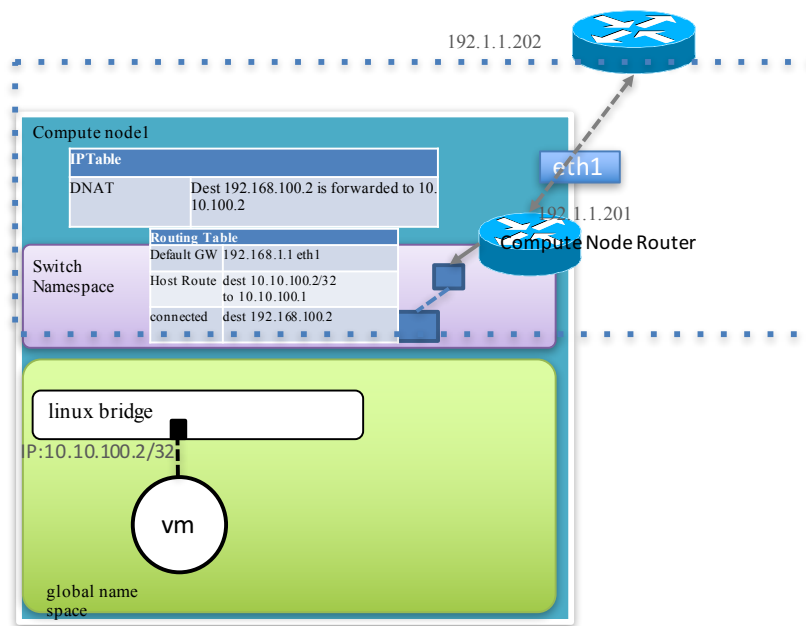 192.1.1.202
Compute node1
IPTable
DNAT
Dest 192.168.100.2 is forwarded to 10.
10.100.2
eth1
192.1.1.201
Compute Node Router
Routing Table
Default GW 192.168.1.1 eth1
Host Route dest 10.10.100.2/32
to 10.10.100.1
connected dest 192.168.100.2
Switch
Namespace
linux bridge
IP:10.10.100.2/32
vm
global name
space